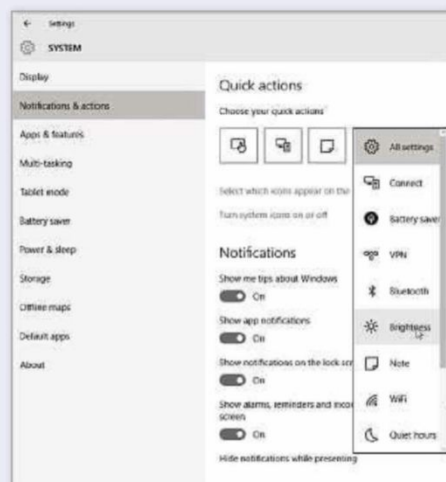 Settings
SYSTEM
Display
Notifications & actions
Apps & features
Multi-tasking
Tablet mode
Battery saver
Power & sleep
Storage
Offline maps
Default apps
About
Quick actions
Choose your quick actions
Select which icons appear on the
Turn system icons on or off
Notifications
Show me tips about Windows
On
Show app notifications
On
Show notifications on the lock scr
On
Show alarms, reminders and incom
screen
On
Hide notifications while presenting
All settings
Connect
Battery saver
VPN
Bluetooth
Brightness
Note
WiFi
Quiet hours